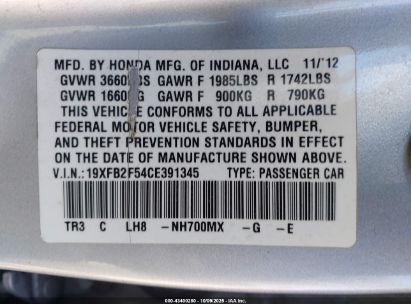 MFD. BY HONDA MFG. OF INDIANA, LLC 11/'12
GVWR 3660LBS GAWR F 1985LBS R 1742LBS
GVWR 1660KG GAWR F 900KG R 790KG
THIS VEHICLE CONFORMS TO ALL APPLICABLE
FEDERAL MOTOR VEHICLE SAFETY, BUMPER,
AND THEFT PREVENTION STANDARDS IN EFFECT
ON THE DATE OF MANUFACTURE SHOWN ABOVE.
V.I.N.: 19XFB2F54CE391345 TYPE: PASSENGER CAR
TR3 C LH8 -NH700MX -G -E